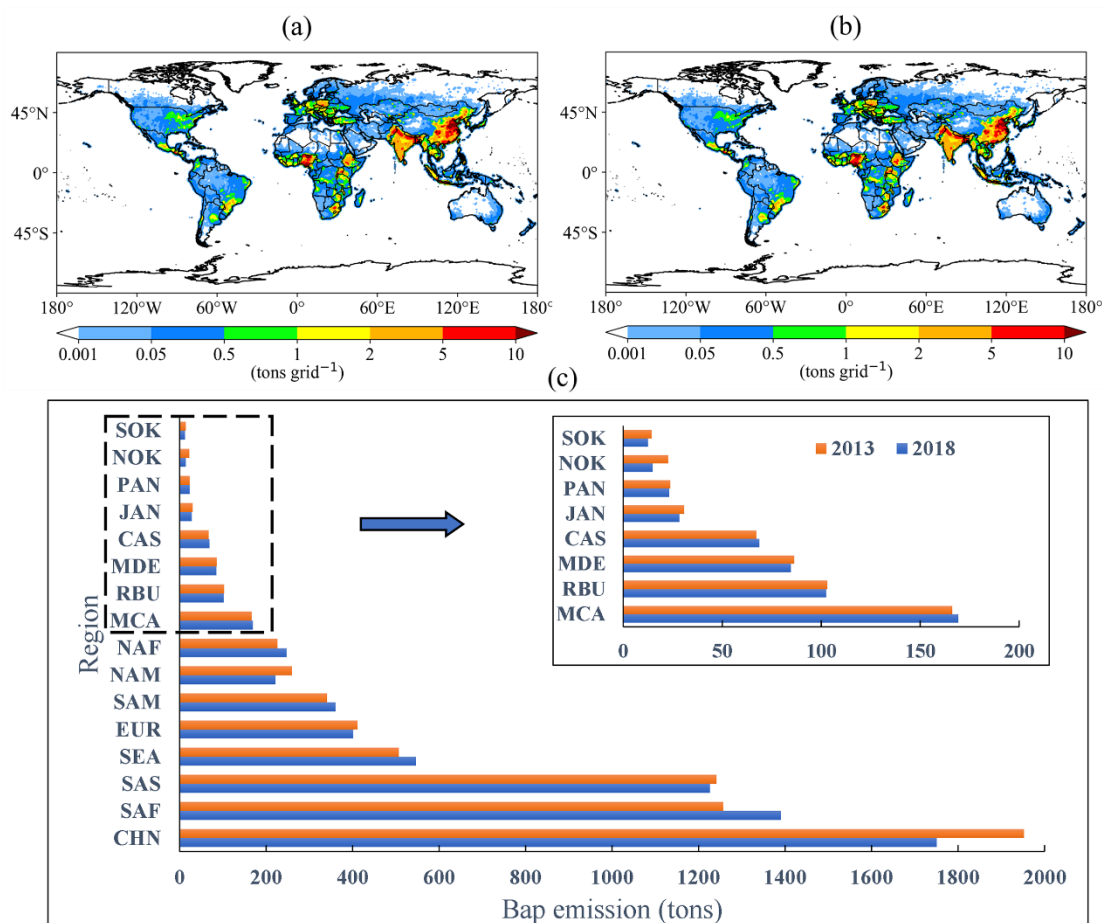 (a)
(b)
180° 120°W 60°W 0° 60°E 120°E 180°
45°N
0°
45°S
0.001 0.05 0.5 1 2 5 10
(tons grid⁻¹)
180° 120°W 60°W 0° 60°E 120°E 180°
45°N
0°
45°S
0.001 0.05 0.5 1 2 5 10
(tons grid⁻¹)
(c)
Region
SOK
NOK
PAN
JAN
CAS
MDE
RBU
MCA
NAF
NAM
SAM
EUR
SEA
SAS
SAF
CHN
0 200 400 600 800 1000 1200 1400 1600 1800 2000
Bap emission (tons)
2013 2018
SOK
NOK
PAN
JAN
CAS
MDE
RBU
MCA
0 50 100 150 200